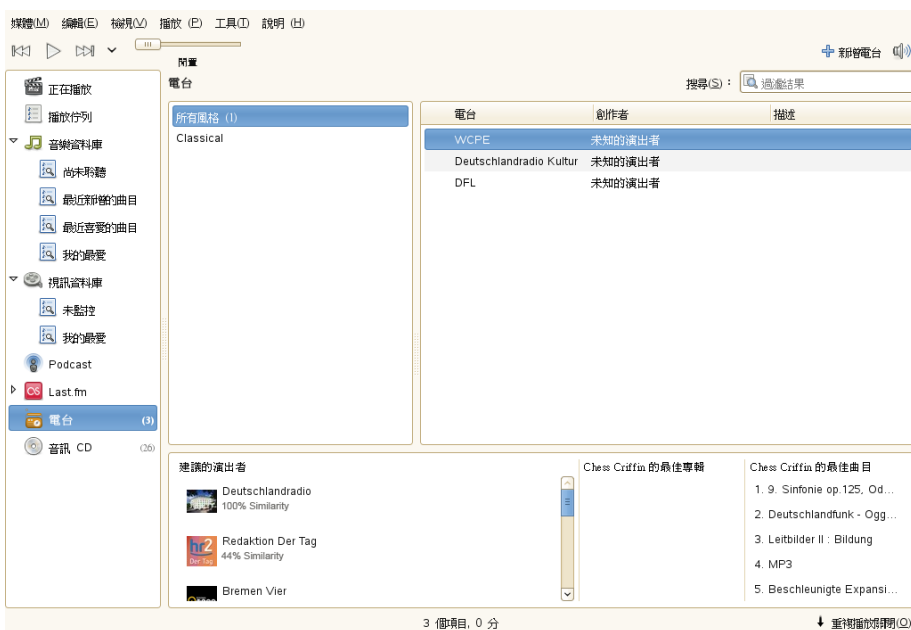 媒體(M) 編輯(E) 檢視(V) 播放 (P) 工具(T) 說明 (H)
閒置
新增電台
正在播放
播放佇列
音樂資料庫
尚未聆聽
最近新增的曲目
最近喜愛的曲目
我的最愛
視訊資料庫
未監控
我的最愛
Podcast
Last.fm
電台 (3)
音訊 CD (26)
電台
搜尋(S)：
過濾結果
所有風格 (1)
Classical
電台 創作者 描述
WCPE 未知的演出者
Deutschlandradio Kultur 未知的演出者
DFL 未知的演出者
建議的演出者
Deutschlandradio
100% Similarity
hr2
Der Tag
Redaktion Der Tag
44% Similarity
Bremen Vier
Chess Criffin 的最佳專輯
Chess Criffin 的最佳曲目
1. 9. Sinfonie op.125, Od...
2. Deutschlandfunk - Ogg...
3. Leitbilder II : Bildung
4. MP3
5. Beschleunigte Expansi...
3 個項目, 0 分
重複播放關閉(O)